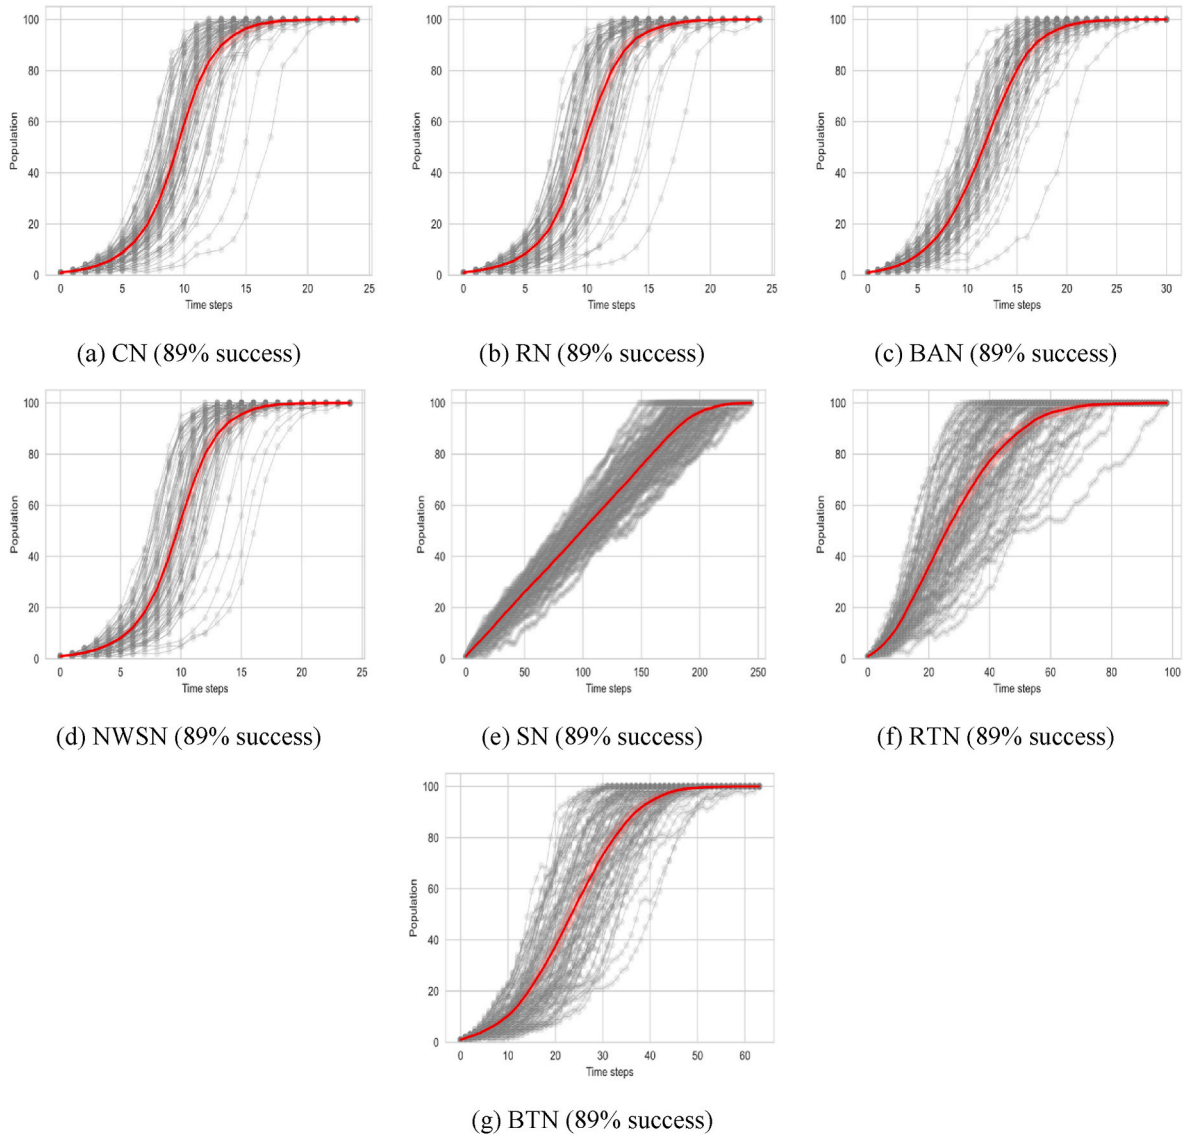 100
80
60
40
20
0
Population
0 5 10 15 20 25
Time steps
(a) CN (89% success)
100
80
60
40
20
0
Population
0 5 10 15 20 25
Time steps
(b) RN (89% success)
100
80
60
40
20
0
Population
0 5 10 15 20 25 30
Time steps
(c) BAN (89% success)
100
80
60
40
20
0
Population
0 5 10 15 20 25
Time steps
(d) NWSN (89% success)
100
80
60
40
20
0
Population
0 50 100 150 200 250
Time steps
(e) SN (89% success)
100
80
60
40
20
0
Population
0 20 40 60 80 100
Time steps
(f) RTN (89% success)
100
80
60
40
20
0
Population
0 10 20 30 40 50 60
Time steps
(g) BTN (89% success)